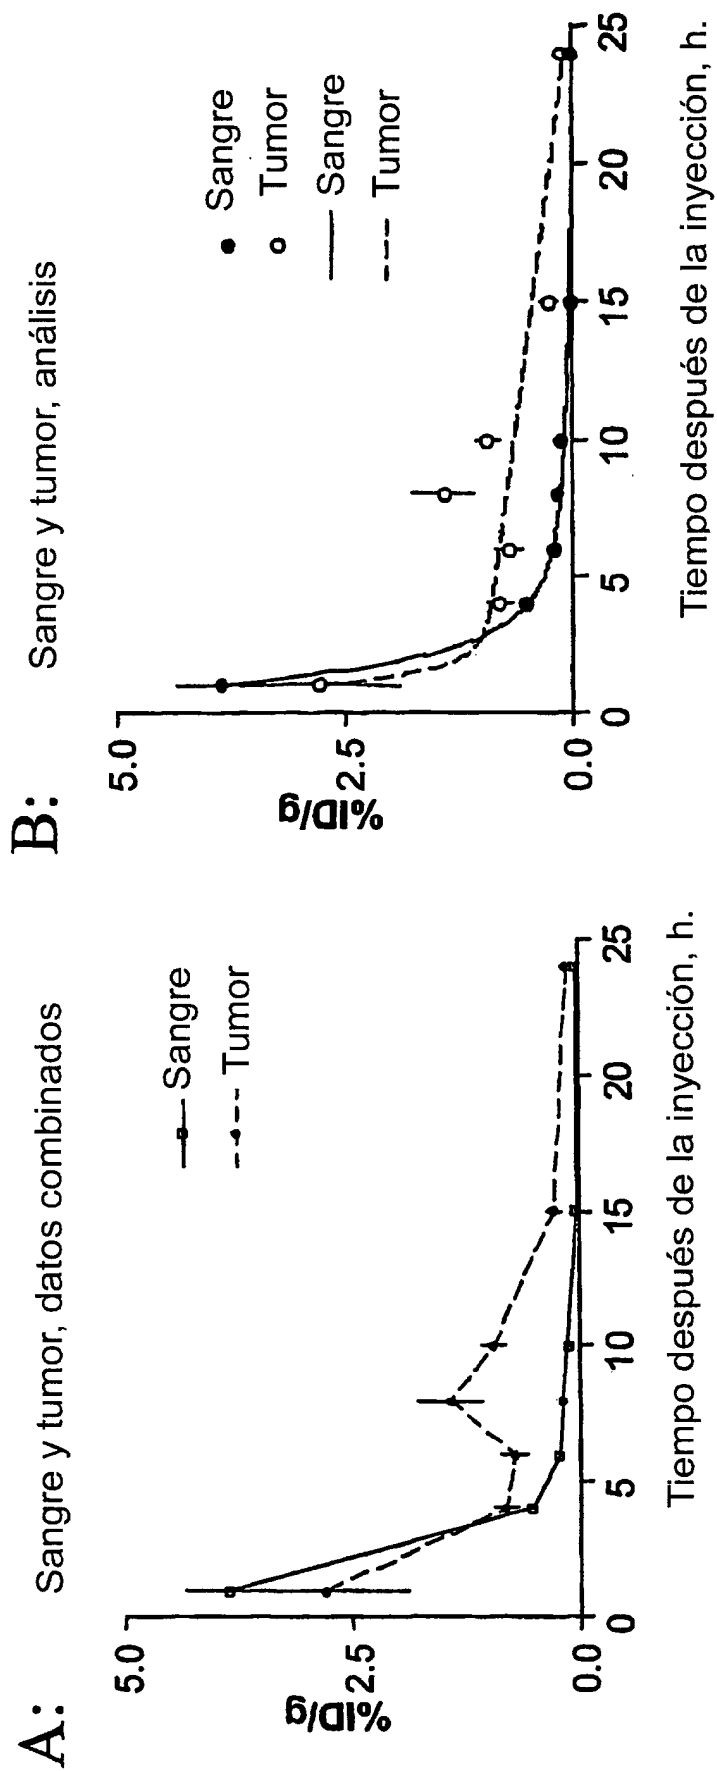 A:
Sangre y tumor, datos combinados
Sangre
Tumor
%ID/g
5.0
2.5
0.0
0
5
10
15
20
25
Tiempo después de la inyección, h.
B:
Sangre y tumor, análisis
Sangre
Tumor
Sangre
Tumor
%ID/g
5.0
2.5
0.0
0
5
10
15
20
25
Tiempo después de la inyección, h.